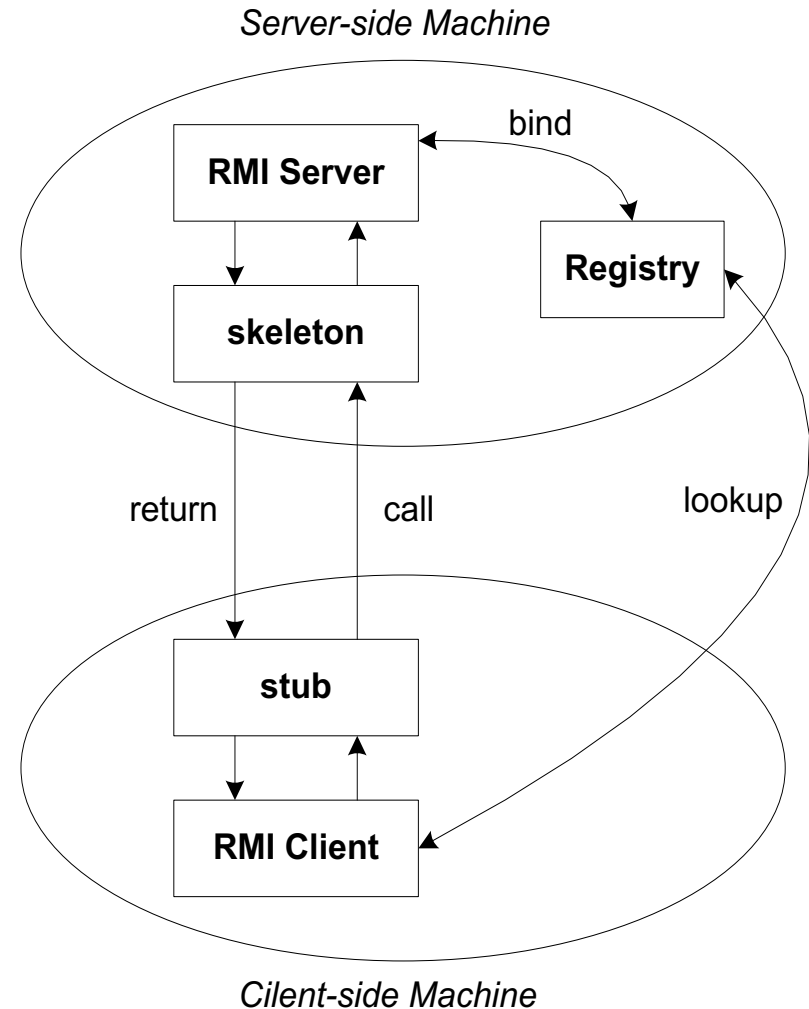 Server-side Machine
bind
RMI Server
Registry
skeleton
return
call
lookup
stub
RMI Client
Cilent-side Machine